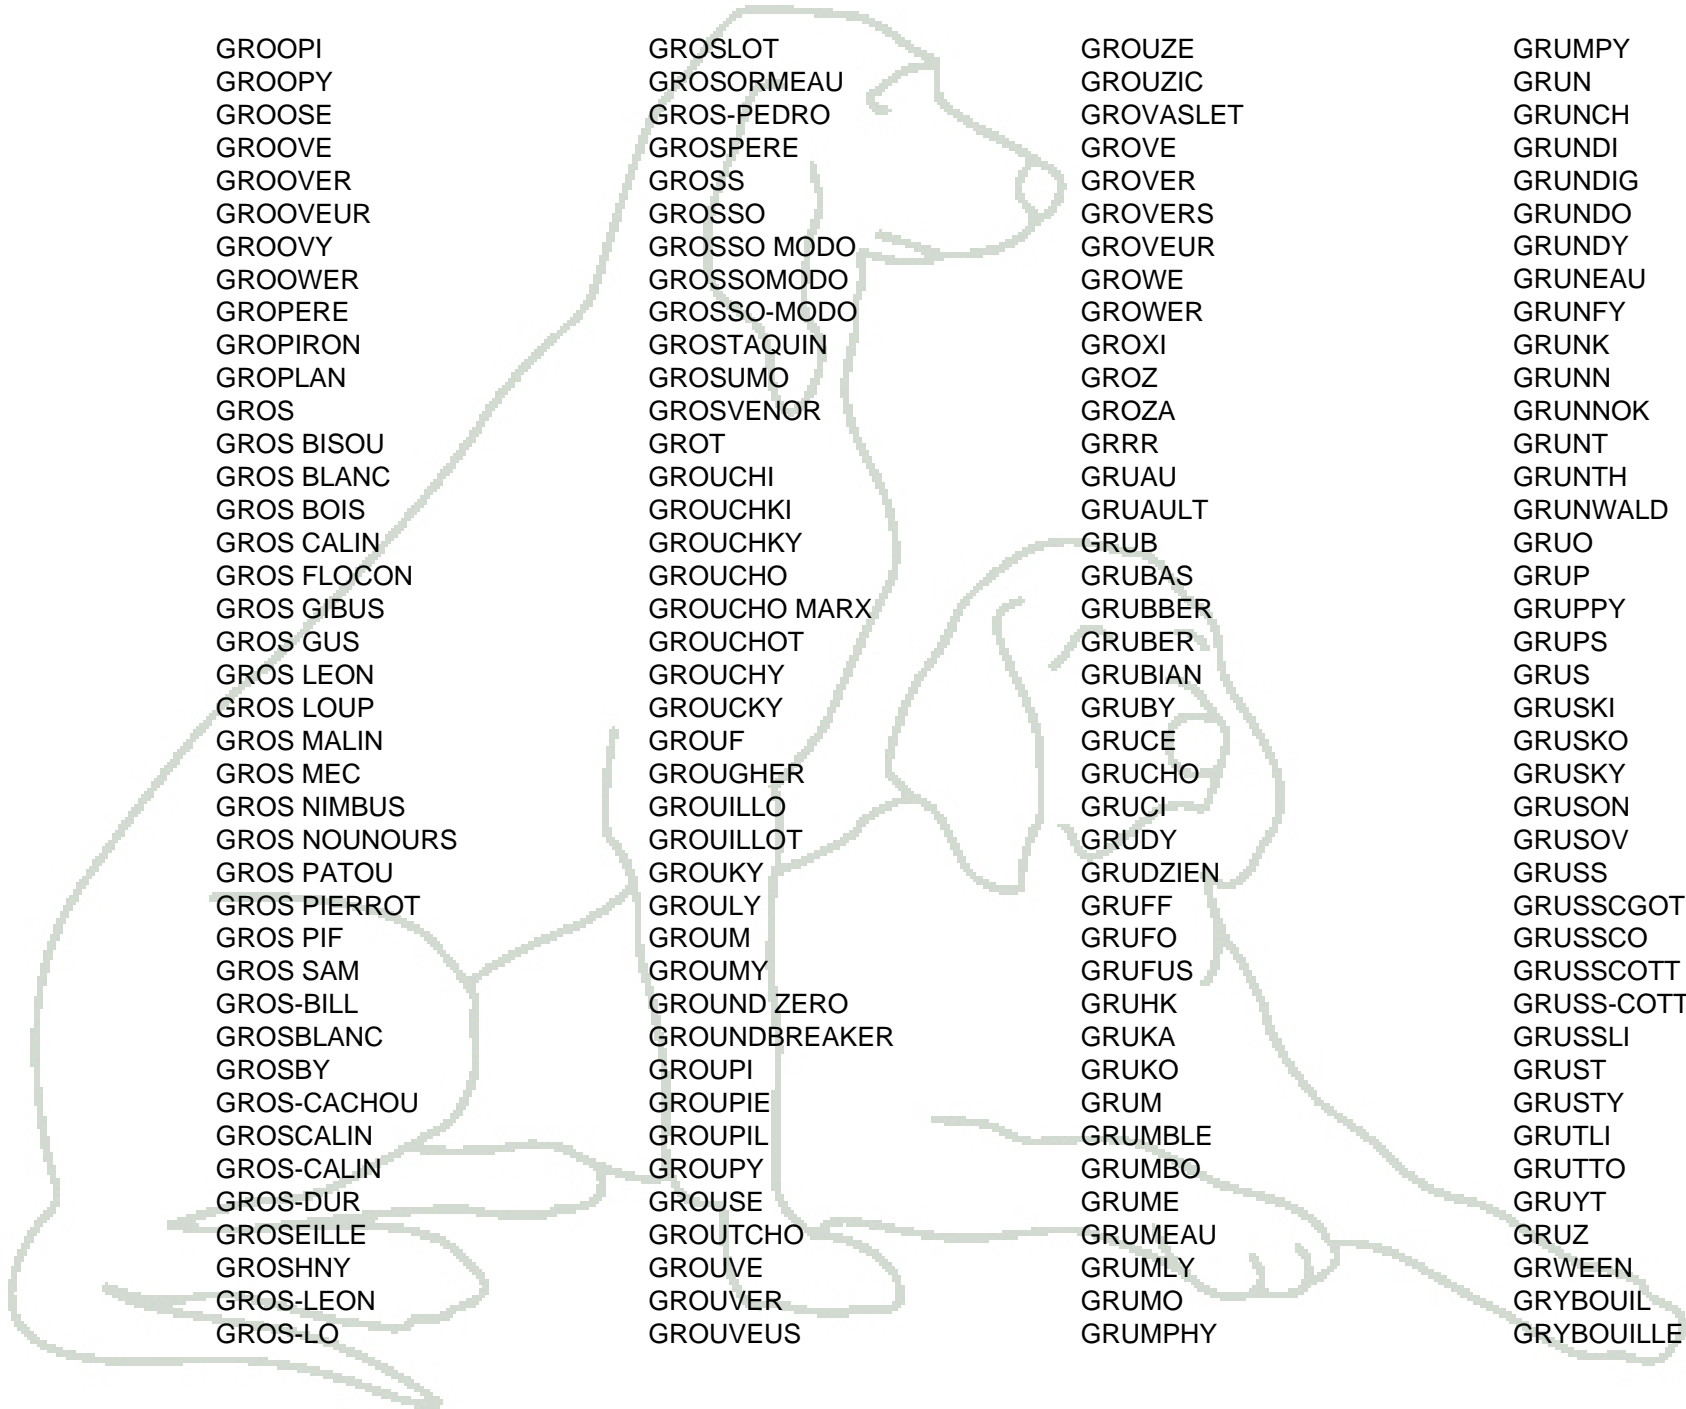 GROOPI
GROOPY
GROOSE
GROOVE
GROOVER
GROOVEUR
GROOVY
GROOWER
GROPERE
GROPIRON
GROPLAN
GROS
GROS BISOU
GROS BLANC
GROS BOIS
GROS CALIN
GROS FLOCON
GROS GIBUS
GROS GUS
GROS LEON
GROS LOUP
GROS MALIN
GROS MEC
GROS NIMBUS
GROS NOUNOURS
GROS PATOU
GROS PIERROT
GROS PIF
GROS SAM
GROS-BILL
GROSBLANC
GROSBY
GROS-CACHOU
GROSCALIN
GROS-CALIN
GROS-DUR
GROSEILLE
GROSHNY
GROS-LEON
GROS-LO
GROSLOT
GROSORMEAU
GROS-PEDRO
GROSPERE
GROSS
GROSSO
GROSSO MODO
GROSSOMODO
GROSSO-MODO
GROSTAQUIN
GROSUMO
GROSVENOR
GROT
GROUCHI
GROUCHKI
GROUCHKY
GROUCHO
GROUCHO MARX
GROUCHOT
GROUCHY
GROUCKY
GROUF
GROUGHER
GROUILLO
GROUILLOT
GROUKY
GROULY
GROUM
GROUMY
GROUND ZERO
GROUNDBREAKER
GROUPI
GROUPIE
GROUPIL
GROUPY
GROUSE
GROUTCHO
GROUVE
GROUVER
GROUVEUS
GROUZE
GROUZIC
GROVASLET
GROVE
GROVER
GROVERS
GROVEUR
GROWE
GROWER
GROXI
GROZ
GROZA
GRRR
GRUAU
GRUAULT
GRUB
GRUBAS
GRUBBER
GRUBER
GRUBIAN
GRUBY
GRUCE
GRUCHO
GRUCI
GRUDY
GRUDZIEN
GRUFF
GRUFO
GRUFUS
GRUHK
GRUKA
GRUKO
GRUM
GRUMBLE
GRUMBO
GRUME
GRUMEAU
GRUMLY
GRUMO
GRUMPHY
GRUMPY
GRUN
GRUNCH
GRUNDI
GRUNDIG
GRUNDO
GRUNDY
GRUNEAU
GRUNFY
GRUNK
GRUNN
GRUNNOK
GRUNT
GRUNTH
GRUNWALD
GRUO
GRUP
GRUPPY
GRUPS
GRUS
GRUSKI
GRUSKO
GRUSKY
GRUSON
GRUSOV
GRUSS
GRUSSCGOT
GRUSSCO
GRUSSCOTT
GRUSS-COTT
GRUSSLI
GRUST
GRUSTY
GRUTLI
GRUTTO
GRUYT
GRUZ
GRWEEN
GRYBOUIL
GRYBOUILLE